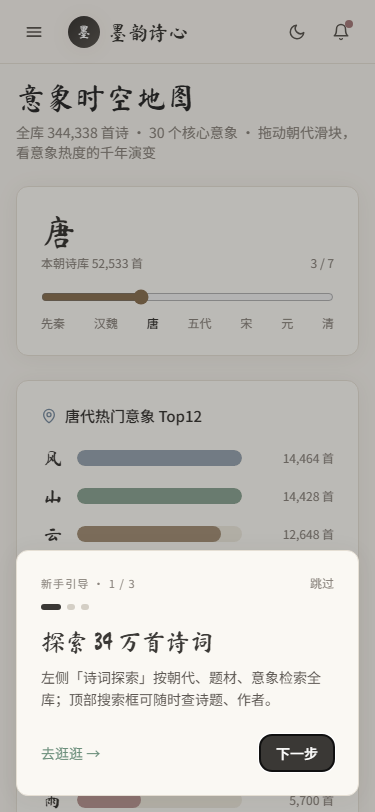 墨
墨韵诗心
意象时空地图
全库 344,338 首诗 · 30 个核心意象 · 拖动朝代滑块，
看意象热度的千年演变
唐
本朝诗库 52,533 首
3 / 7
先秦 汉魏 唐 五代 宋 元 清
唐代热门意象 Top12
风 14,464 首
山 14,428 首
云 12,648 首
新手引导 · 1 / 3
跳过
探索 34 万首诗词
左侧「诗词探索」按朝代、题材、意象检索全
库；顶部搜索框可随时查诗题、作者。
去逛逛 →
下一步
雨 5,700 首